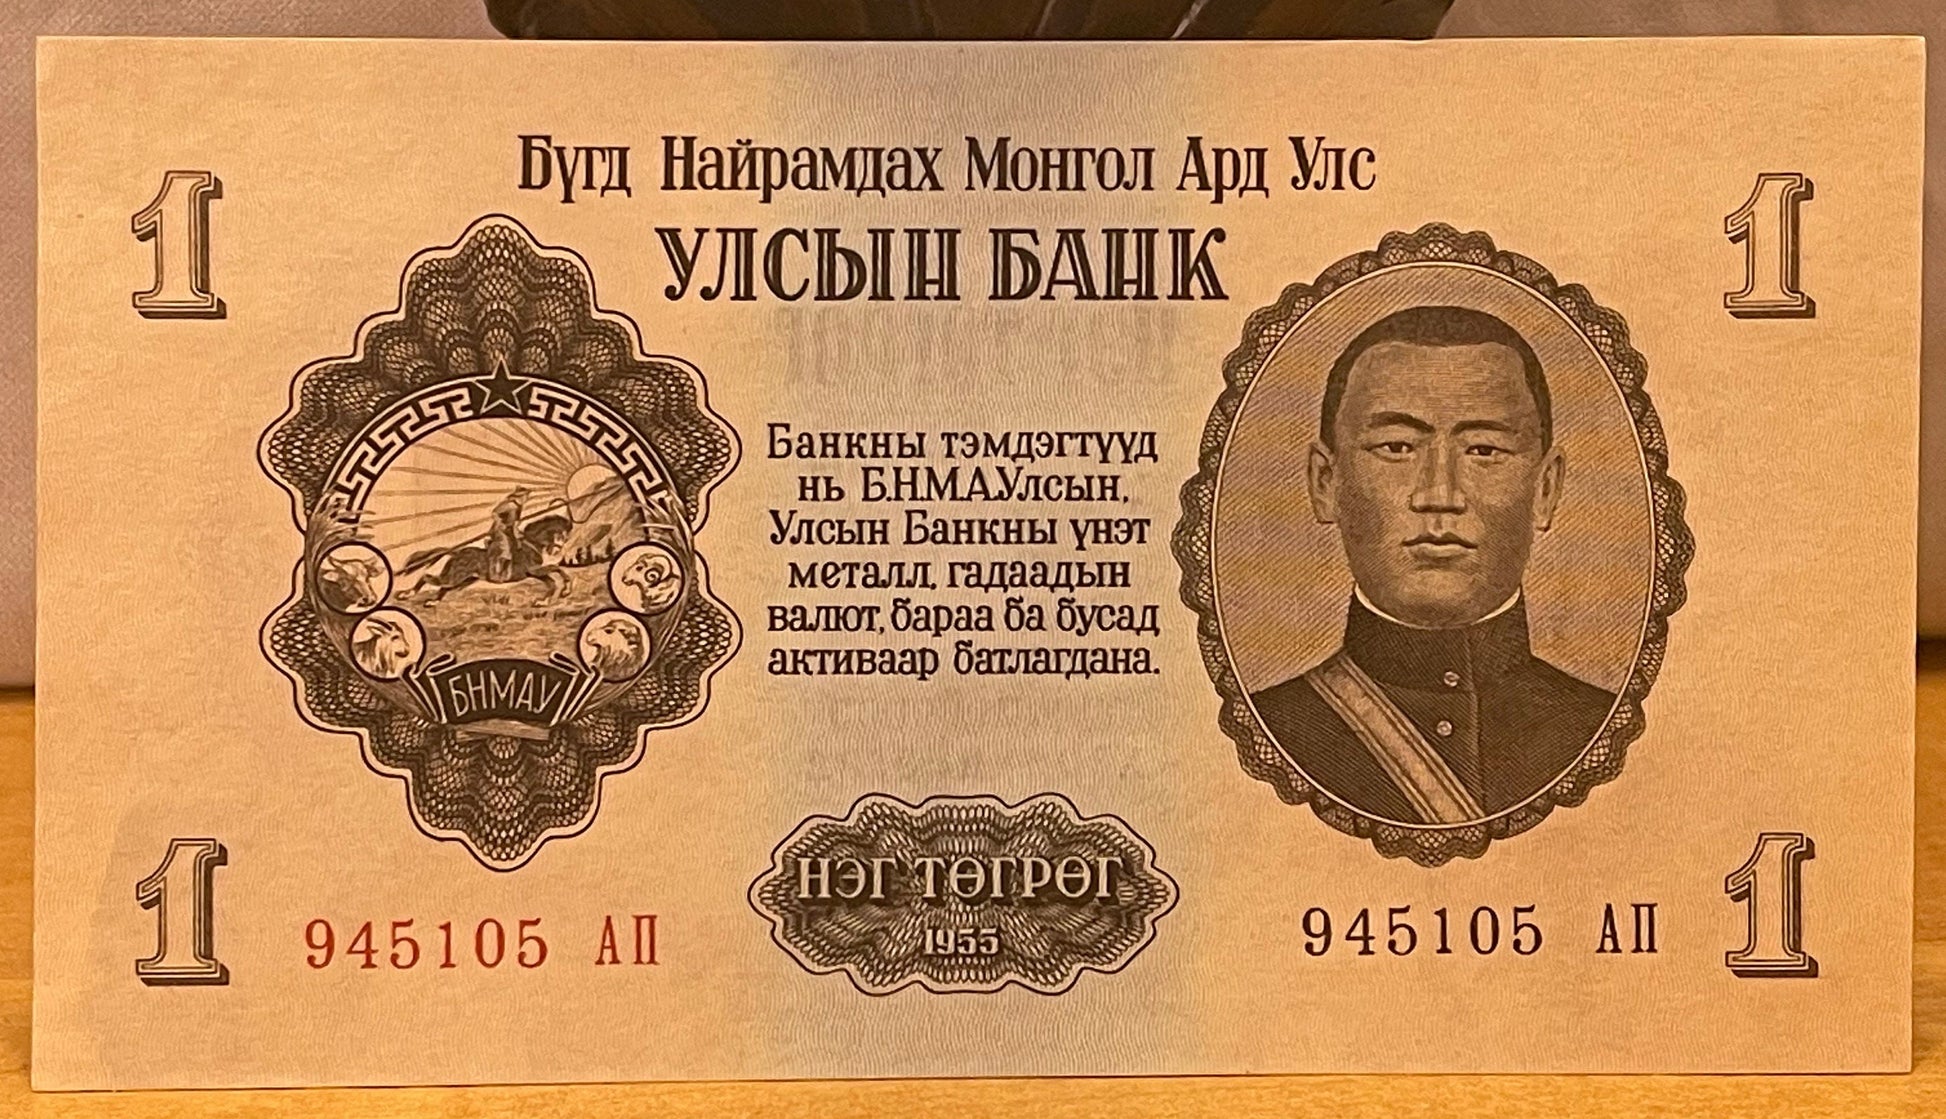 Бүгд Найрамдах Монгол Ард Улс
УЛСЫН БАНК
1
1
Банкны тэмдэгтүүд
нь Б.Н.М.А.Улсын,
Улсын Банкны үнэт
металл, гадаадын
валют, бараа ба бусад
активаар батлагдана.
БНМАУ
НЭГ ТӨГРӨГ
1955
1
945105 АП
945105 АП
1